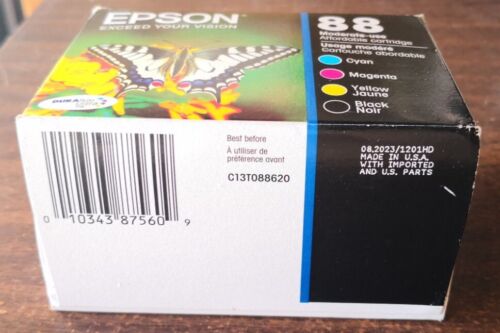 EPSON
EXCEED YOUR VISION
88
Moderate-use
Affordable cartridge
Usage modéré
Cartouche abordable
Cyan
Magenta
Yellow
Jaune
Black
Noir
DURABrite
Best before
À utiliser de
préférence avant
C13T088620
08.2023/1201HD
MADE IN U.S.A.
WITH IMPORTED
AND U.S. PARTS
0 10343 87560 9